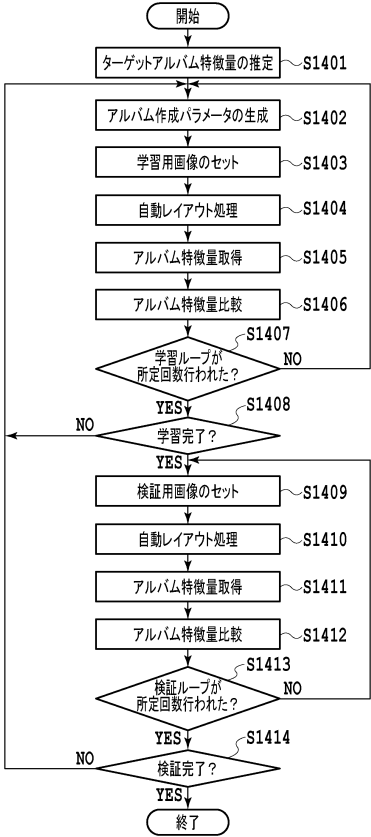 開始
ターゲットアルバム特徴量の推定
S1401
アルバム作成パラメータの生成
S1402
学習用画像のセット
S1403
自動レイアウト処理
S1404
アルバム特徴量取得
S1405
アルバム特徴量比較
S1406
S1407
学習ループが
所定回数行われた?
NO
YES
S1408
NO
学習完了?
YES
検証用画像のセット
S1409
自動レイアウト処理
S1410
アルバム特徴量取得
S1411
アルバム特徴量比較
S1412
S1413
検証ループが
所定回数行われた?
NO
YES
S1414
NO
検証完了?
YES
終了